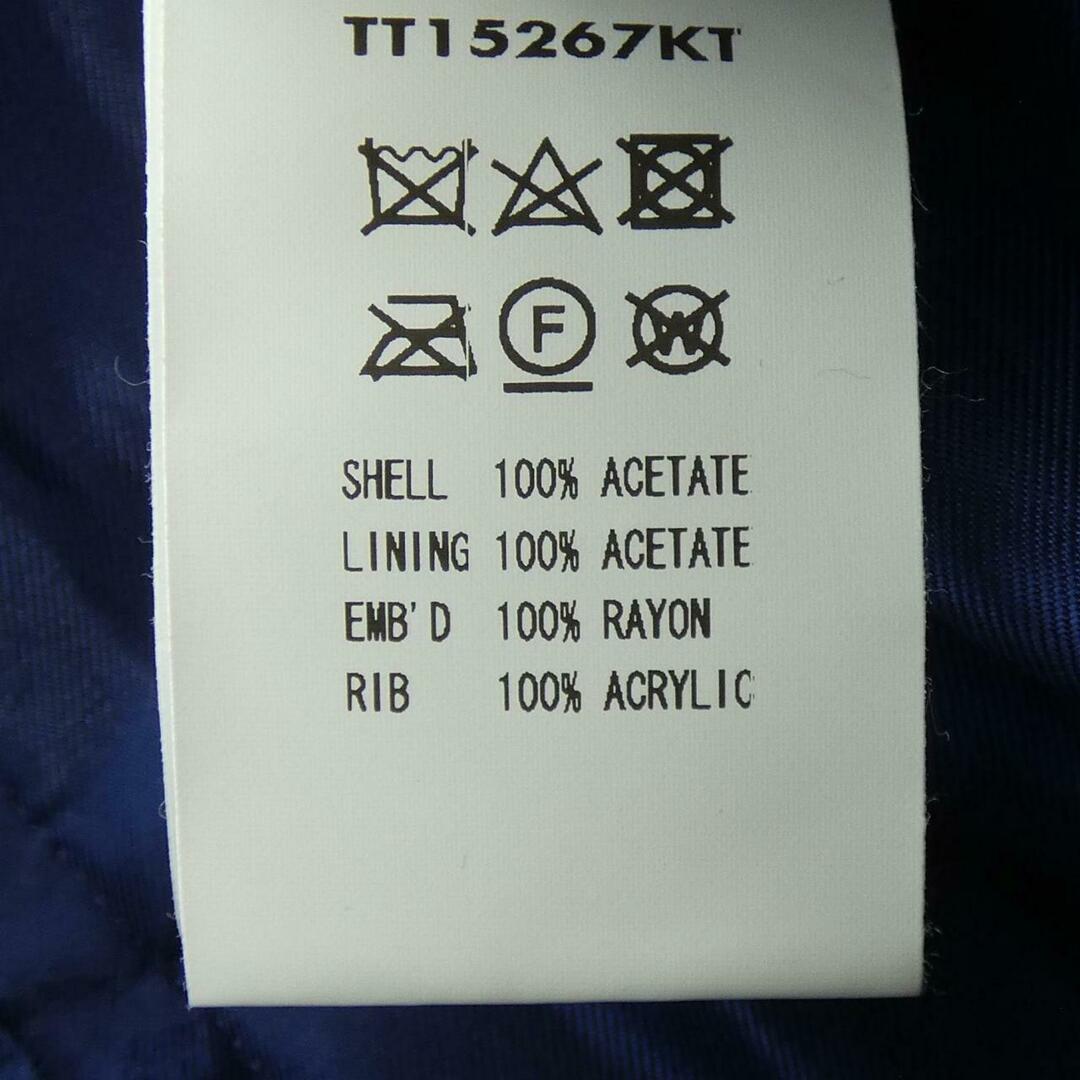 TT15267KT
F
W
SHELL 100% ACETATE
LINING 100% ACETATE
EMB'D 100% RAYON
RIB 100% ACRYLIC